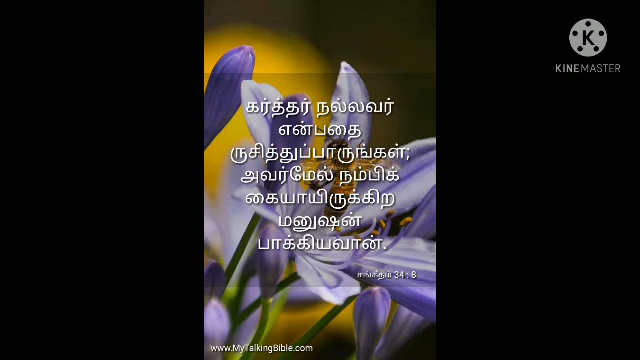 கர்த்தர் நல்லவர்
என்பதை
ருசித்துப்பாருங்கள்;
அவர்மேல் நம்பிக்
கையாயிருக்கிற
மனுஷன்
பாக்கியவான்.
சங்கீதம் 34 : 8
www.MyTalkingBible.com
K
KINEMASTER